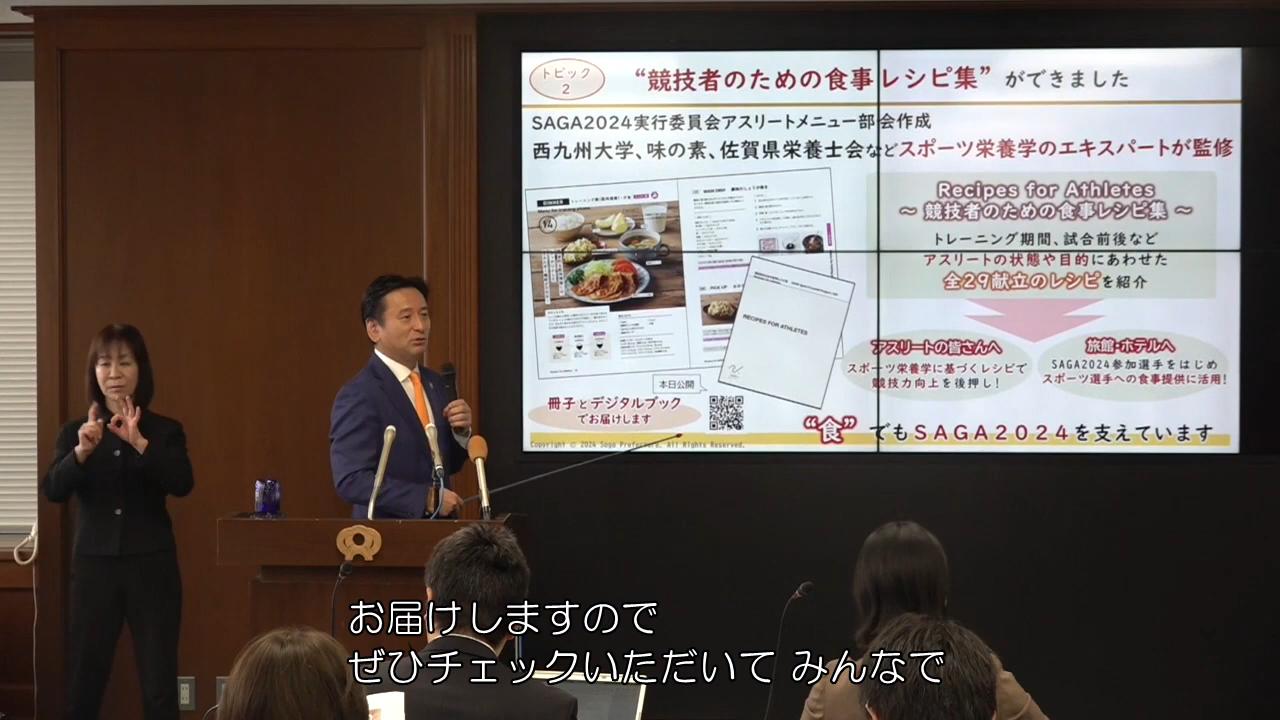 トピック
2
“競技者のための食事レシピ集” ができました
SAGA2024実行委員会アスリートメニュー部会作成
西九州大学、味の素、佐賀県栄養士会などスポーツ栄養学のエキスパートが監修
DINNER
Recipes for Athletes
～ 競技者のための食事レシピ集 ～
トレーニング期間、試合前後など
アスリートの状態や目的にあわせた
全29献立のレシピを紹介
RECIPES FOR ATHLETES
アスリートの皆さんへ
スポーツ栄養学に基づくレシピで
競技力向上を後押し！
旅館・ホテルへ
SAGA2024参加選手をはじめ
スポーツ選手への食事提供に活用！
本日公開
冊子とデジタルブック
でお届けします
“食” でもSAGA2024を支えています
Copyright © 2024 Saga Prefecture. All Rights Reserved.
お届けしますので
ぜひチェックいただいて みんなで